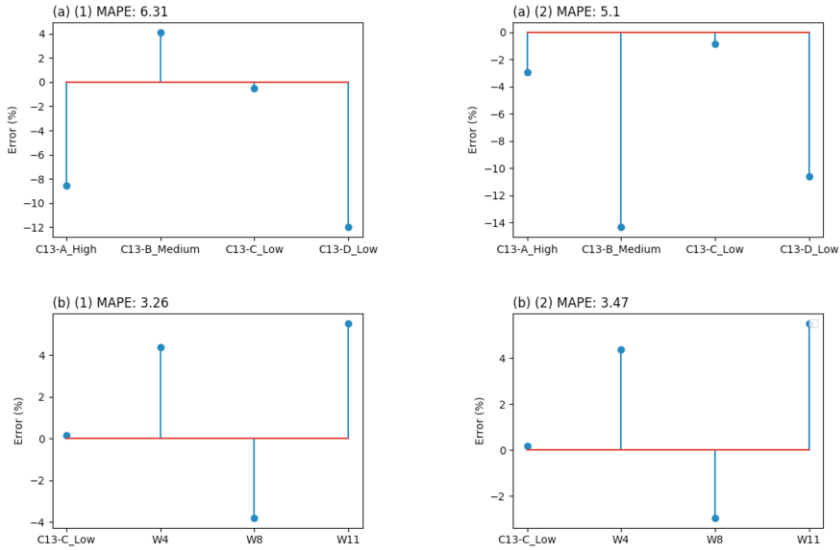 (a) (1) MAPE: 6.31
4
2
0
−2
−4
−6
−8
−10
−12
Error (%)
C13-A_High C13-B_Medium C13-C_Low C13-D_Low
(a) (2) MAPE: 5.1
0
−2
−4
−6
−8
−10
−12
−14
Error (%)
C13-A_High C13-B_Medium C13-C_Low C13-D_Low
(b) (1) MAPE: 3.26
4
2
0
−2
−4
Error (%)
C13-C_Low W4 W8 W11
(b) (2) MAPE: 3.47
4
2
0
−2
Error (%)
C13-C_Low W4 W8 W11